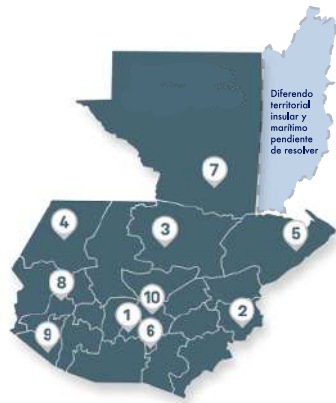 Diferendo
territorial
insular y
marítimo
pendiente
de resolver
7
4
3
5
8
10
1
2
6
9